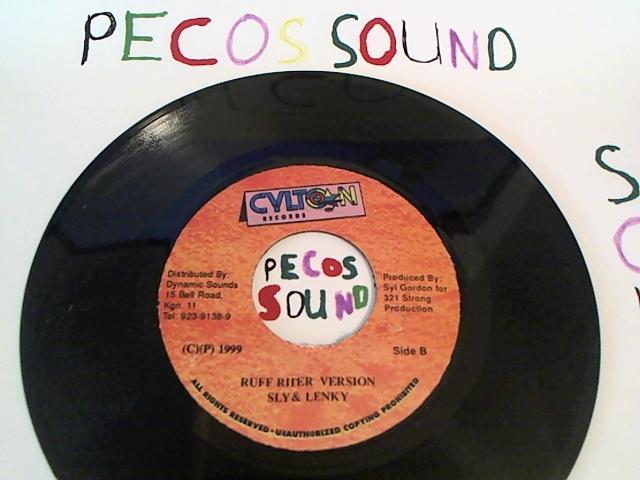 PECOS SOUND
CYLTON
RECORDS
PECOS
SOUND
Distributed By:
Dynamic Sounds
15 Bell Road,
Kgn. 11
Tel: 923-9138-9
Produced By:
Syl Gordon for
321 Strong
Production
(C)(P) 1999
Side B
RUFF RITER VERSION
SLY & LENKY
ALL RIGHTS RESERVED - UNAUTHORIZED COPYING PROHIBITED
S